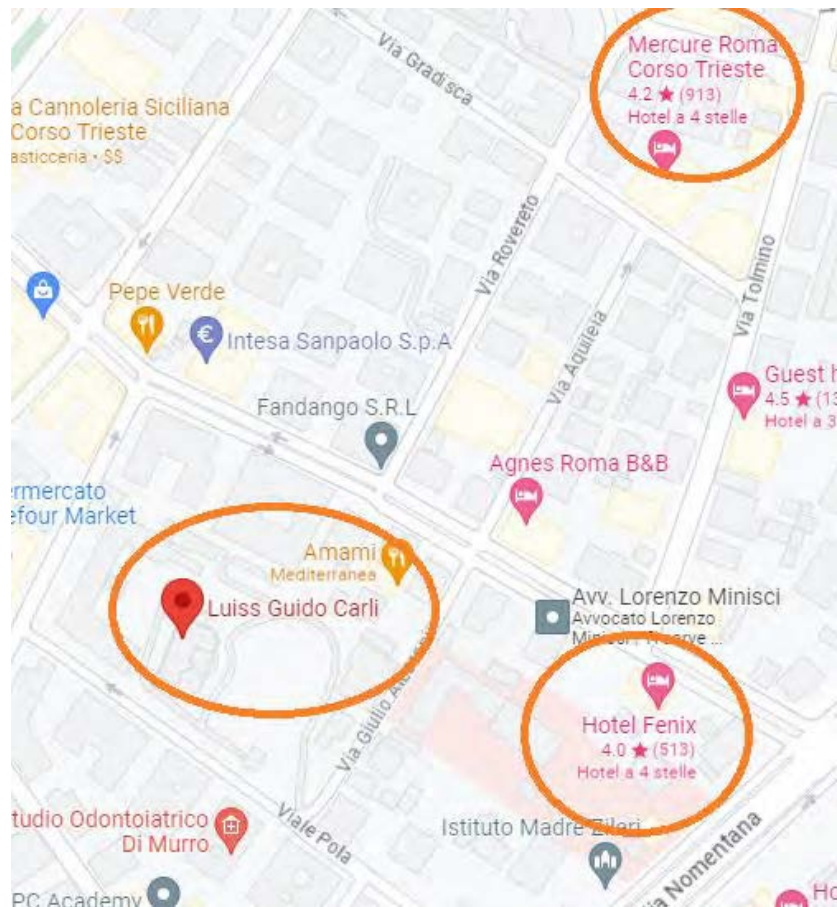 Via Gradisca
Mercure Roma
Corso Trieste
4.2 ★ (913)
Hotel a 4 stelle
a Cannoleria Siciliana
Corso Trieste
asticceria • $$
Via Rovereto
Via Tolmino
Pepe Verde
Intesa Sanpaolo S.p.A
Via Aquileia
Guest h
4.5 ★ (13
Hotel a 3
Fandango S.R.L
Agnes Roma B&B
ermercato
efour Market
Amami
Mediterranea
Luiss Guido Carli
Avv. Lorenzo Minisci
Avvocato Lorenzo
Via Giulio
Hotel Fenix
4.0 ★ (513)
Hotel a 4 stelle
tudio Odontoiatrico
Di Murro
Viale Pola
Istituto Madre Zileri
ia Nomentana
PC Academy
Ho